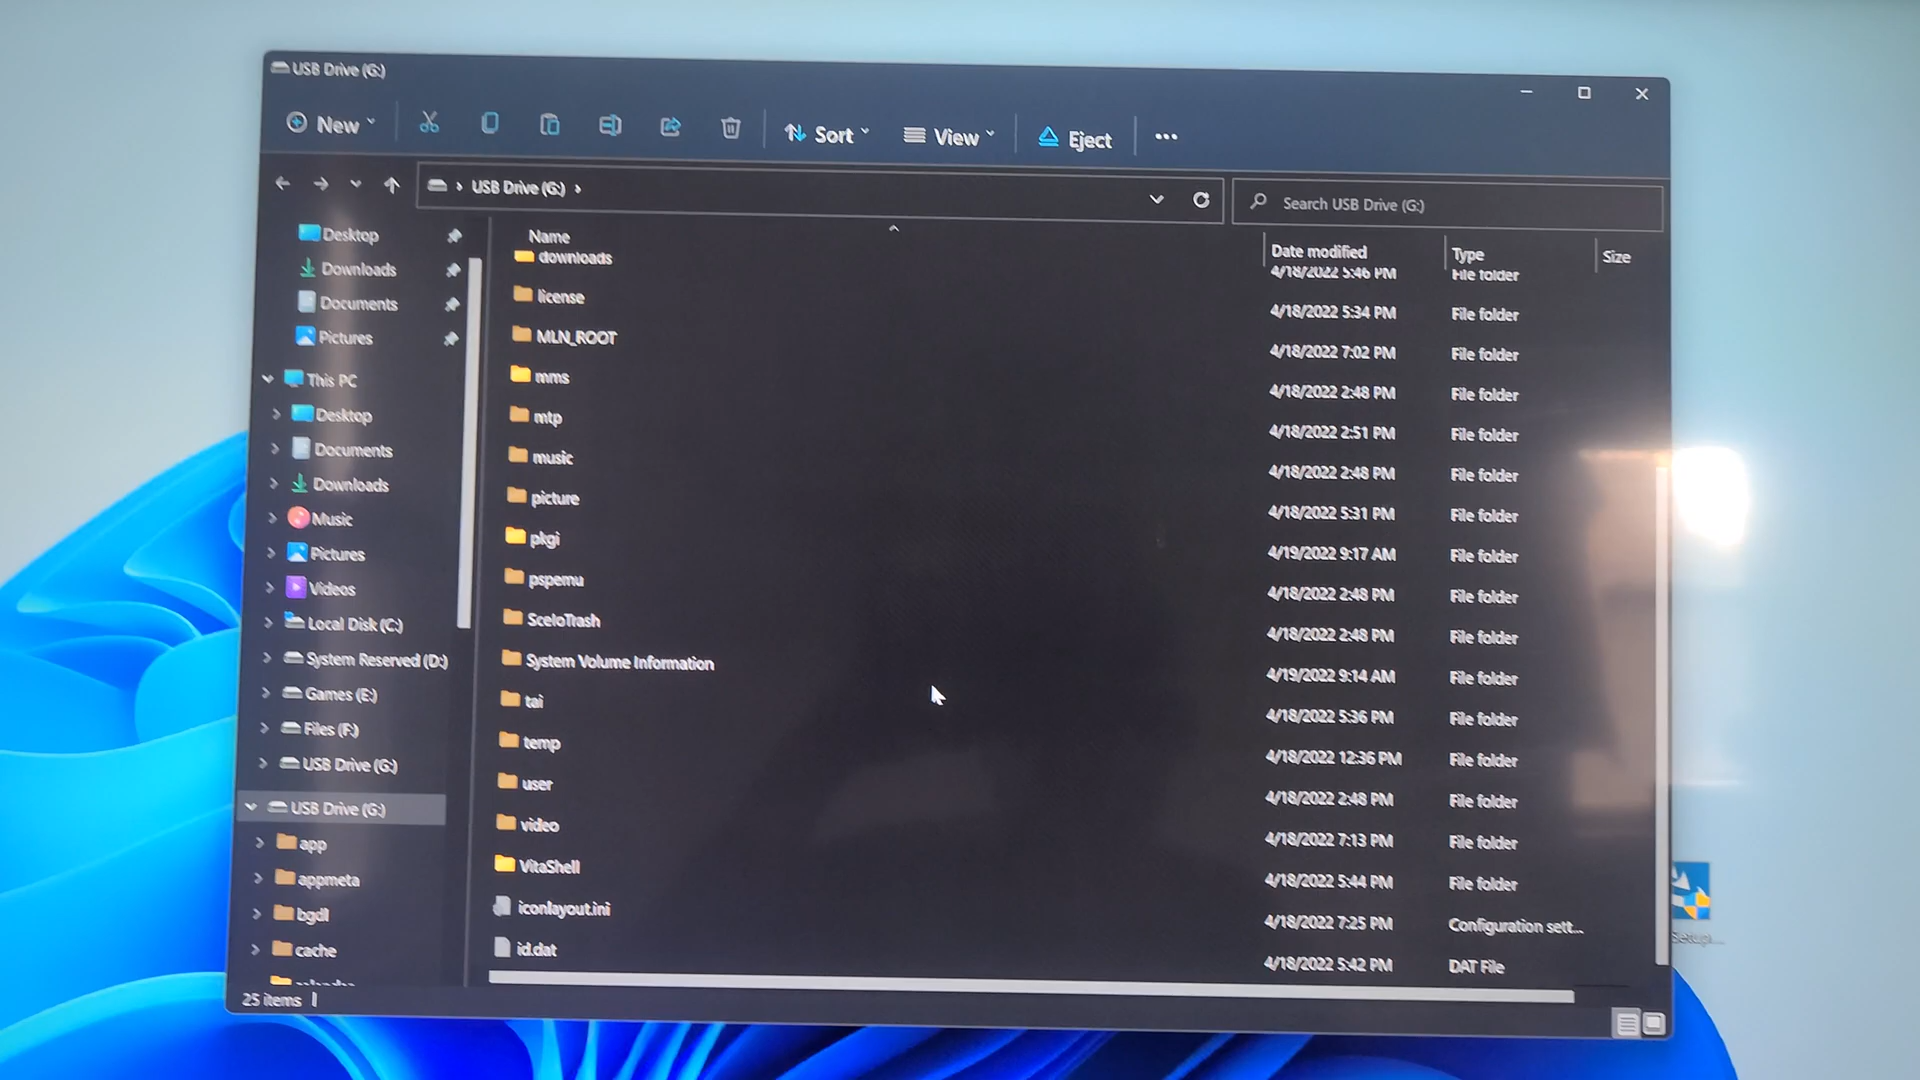 USB Drive (G:)
New Sort View Eject •••
USB Drive (G:) Search USB Drive (G:)
Name Date modified Type Size
Desktop
Downloads
Documents
Pictures
This PC
Desktop
Documents
Downloads
Music
Pictures
Videos
Local Disk (C:)
System Reserved (D:)
Games (E:)
Files (F:)
USB Drive (G:)
USB Drive (G:)
app
appmeta
bgdl
cache
downloads 4/18/2022 5:46 PM File folder
license 4/18/2022 5:34 PM File folder
MLN_ROOT 4/18/2022 7:02 PM File folder
mms 4/18/2022 2:48 PM File folder
mtp 4/18/2022 2:51 PM File folder
music 4/18/2022 2:48 PM File folder
picture 4/18/2022 5:31 PM File folder
pkgi 4/19/2022 9:17 AM File folder
pspemu 4/18/2022 2:48 PM File folder
SceIoTrash 4/18/2022 2:48 PM File folder
System Volume Information 4/19/2022 9:14 AM File folder
tai 4/18/2022 5:36 PM File folder
temp 4/18/2022 12:36 PM File folder
user 4/18/2022 2:48 PM File folder
video 4/18/2022 7:13 PM File folder
VitaShell 4/18/2022 5:44 PM File folder
iconlayout.ini 4/18/2022 7:25 PM Configuration sett...
id.dat 4/18/2022 5:42 PM DAT File
25 items